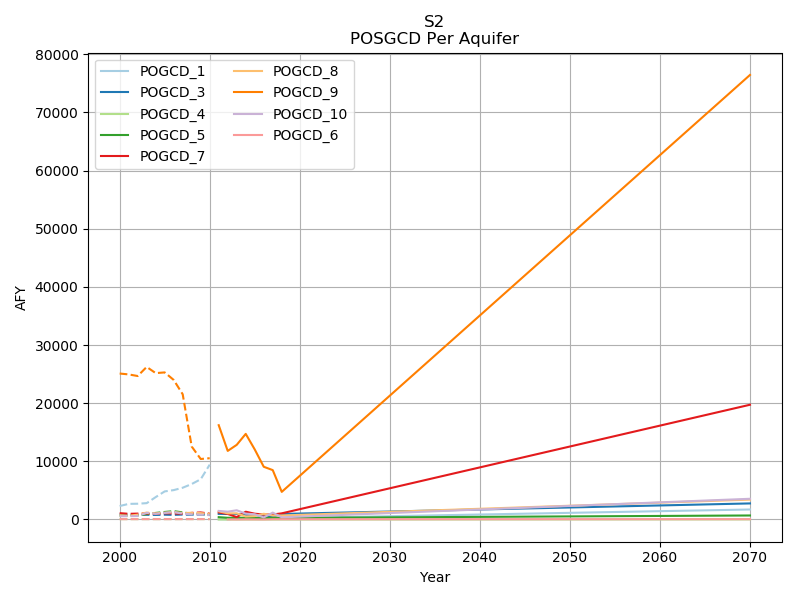 S2
POSGCD Per Aquifer
80000
70000
60000
50000
40000
30000
20000
10000
0
AFY
POGCD_1
POGCD_3
POGCD_4
POGCD_5
POGCD_7
POGCD_8
POGCD_9
POGCD_10
POGCD_6
2000 2010 2020 2030 2040 2050 2060 2070
Year